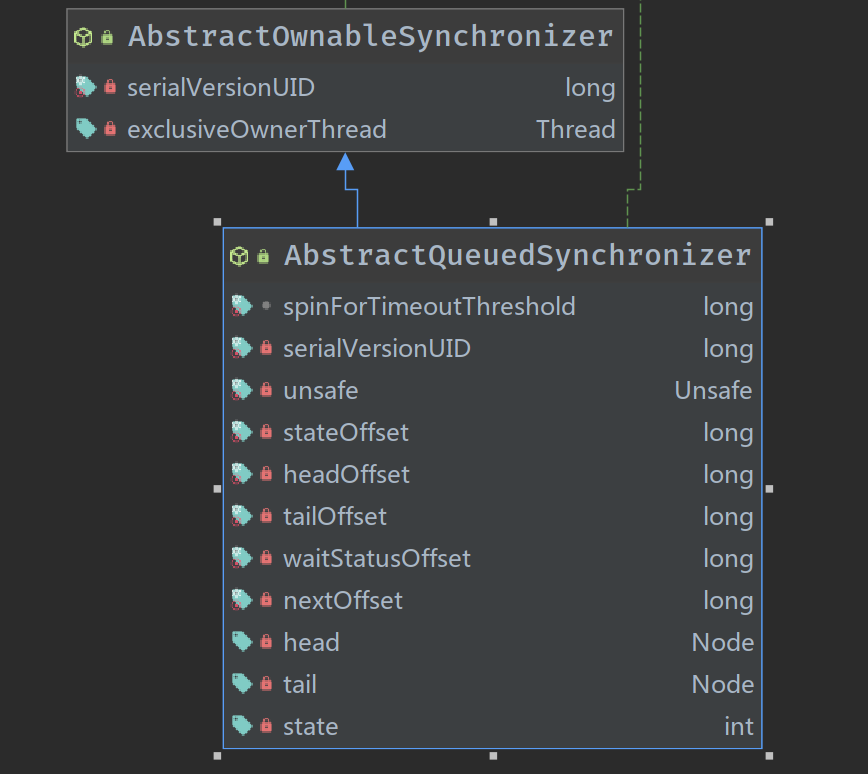 AbstractOwnableSynchronizer
serialVersionUID long
exclusiveOwnerThread Thread
AbstractQueuedSynchronizer
spinForTimeoutThreshold long
serialVersionUID long
unsafe Unsafe
stateOffset long
headOffset long
tailOffset long
waitStatusOffset long
nextOffset long
head Node
tail Node
state int